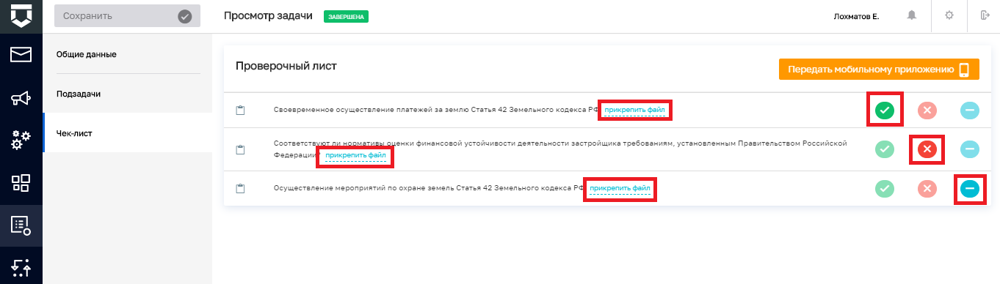 Сохранить
Просмотр задачи
ЗАВЕРШЕНА
Лохматов Е.
Общие данные
Подзадачи
Чек-лист
Проверочный лист
Передать мобильному приложению
Своевременное осуществление платежей за землю Статья 42 Земельного кодекса РФ прикрепить файл
Соответствуют ли нормативы оценки финансовой устойчивости деятельности застройщика требованиям, установленным Правительством Российской
Федерации? прикрепить файл
Осуществление мероприятий по охране земель Статья 42 Земельного кодекса РФ прикрепить файл